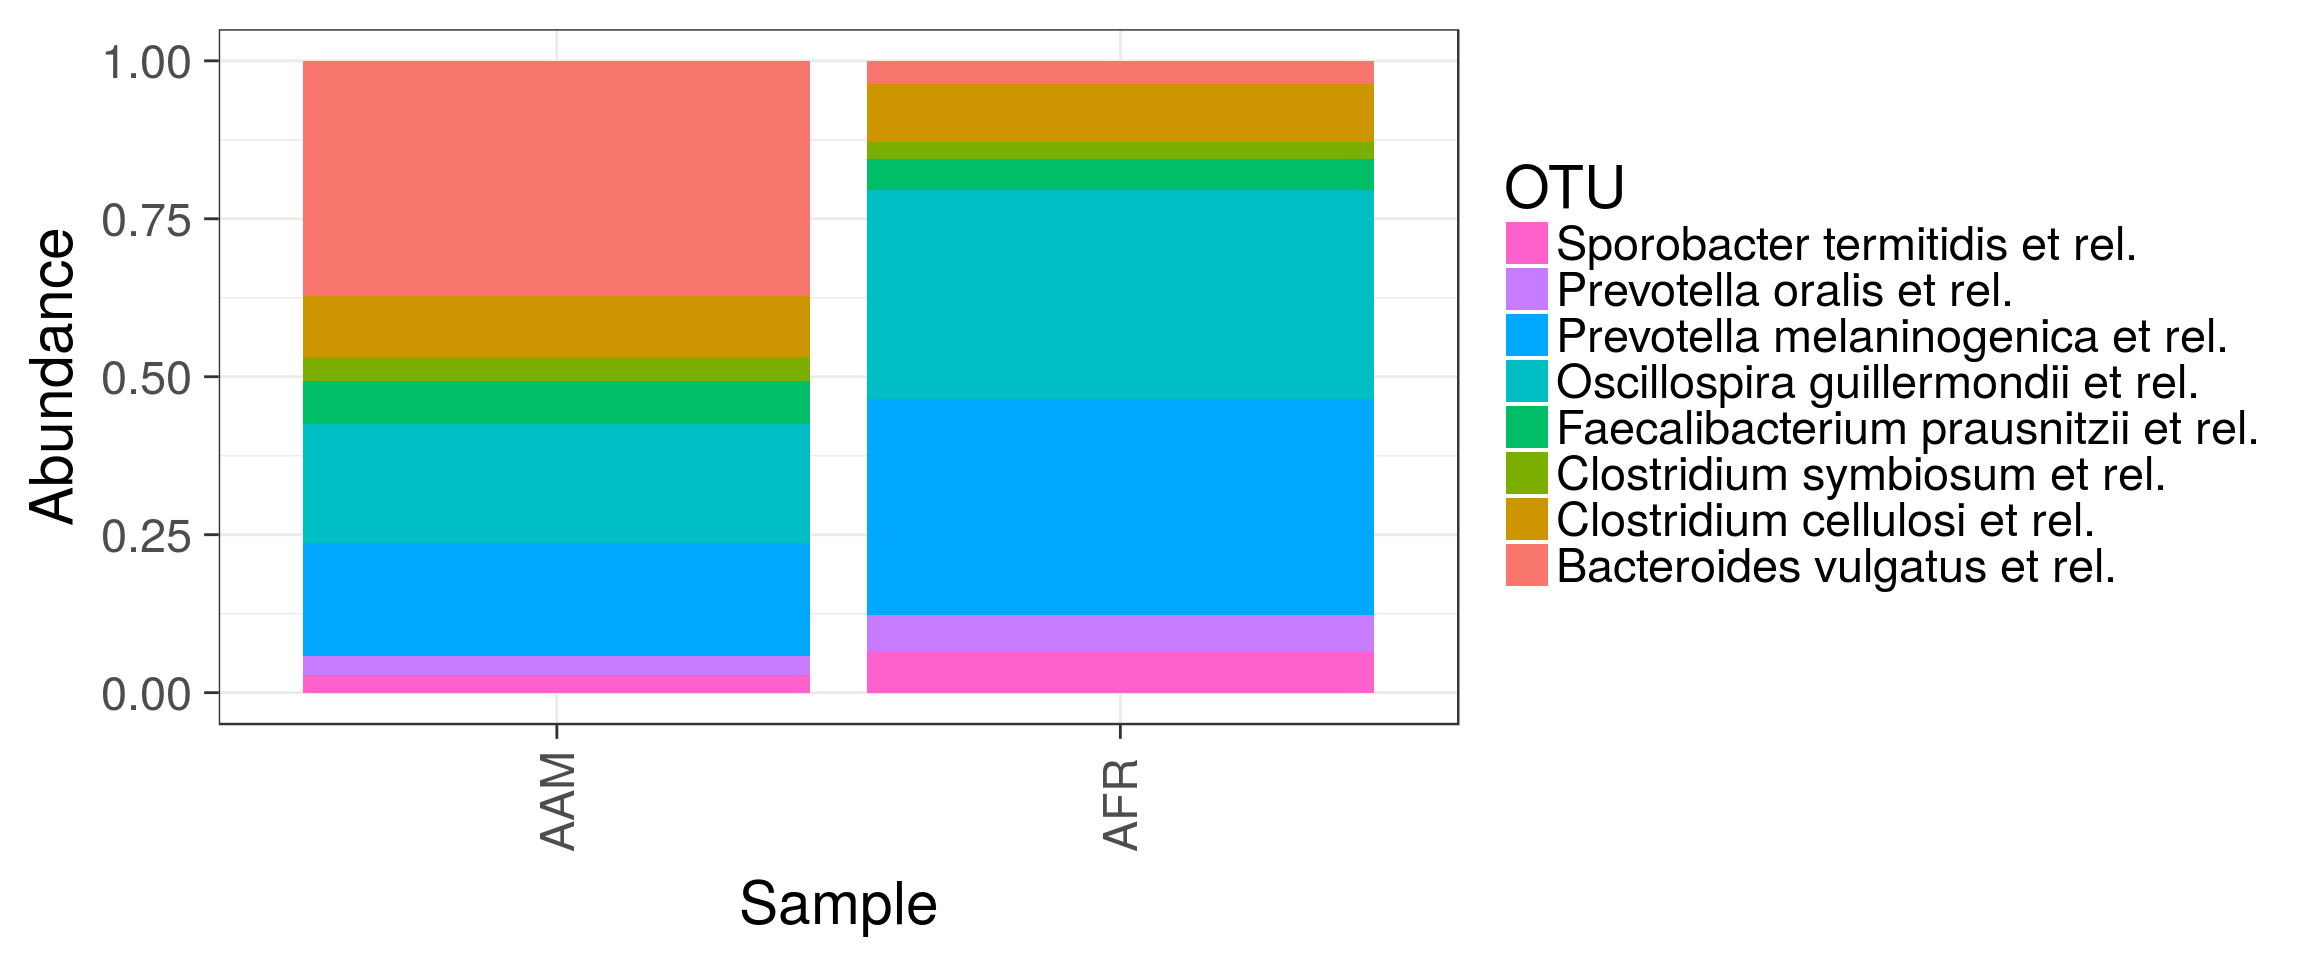 1.00
0.75
0.50
0.25
0.00
Abundance
AAM
AFR
Sample
OTU
Sporobacter termitidis et rel.
Prevotella oralis et rel.
Prevotella melaninogenica et rel.
Oscillospira guillermondii et rel.
Faecalibacterium prausnitzii et rel.
Clostridium symbiosum et rel.
Clostridium cellulosi et rel.
Bacteroides vulgatus et rel.